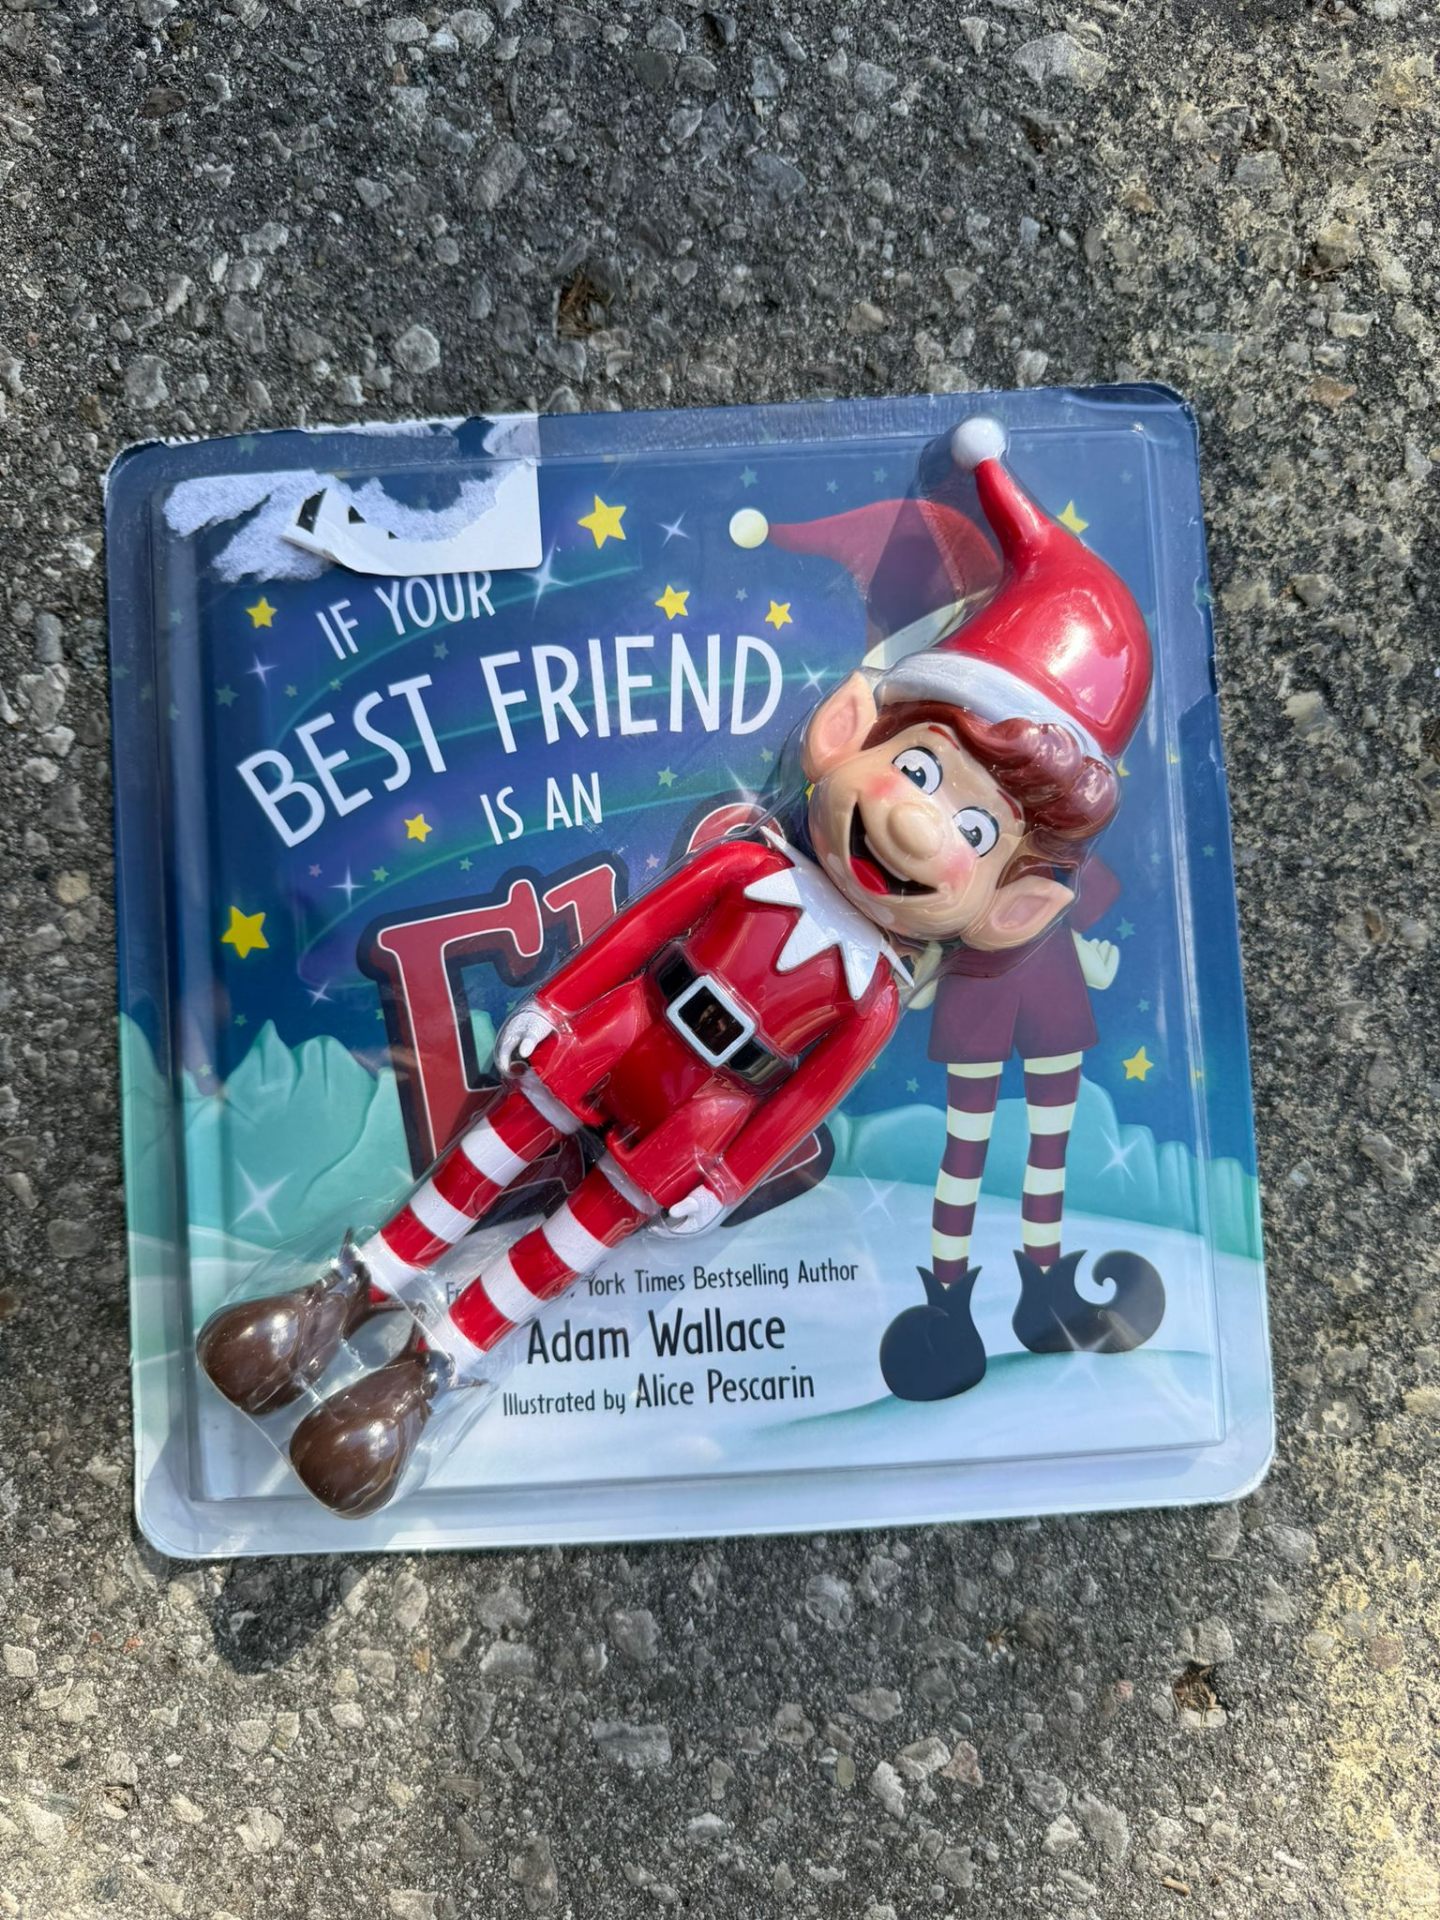 IF YOUR
BEST FRIEND
IS AN
York Times Bestselling Author
Adam Wallace
Illustrated by Alice Pescarin